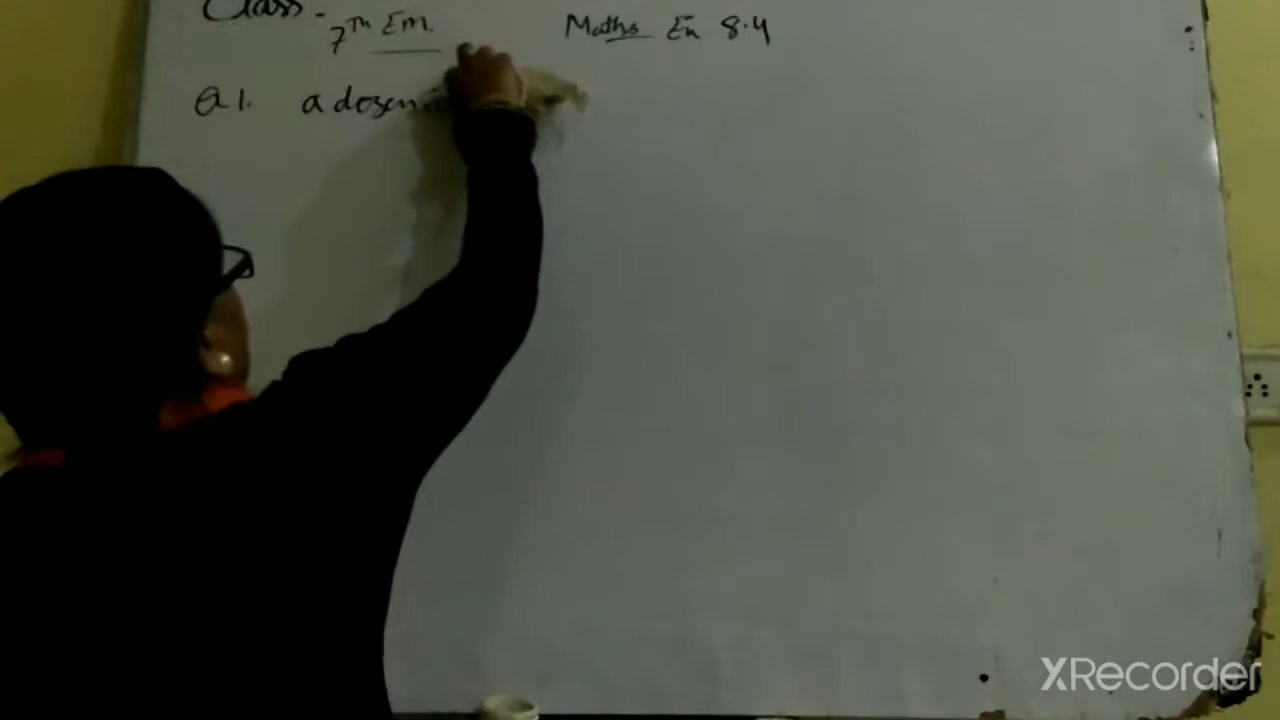 Class - 7th Em. Maths Ex 8.4
Q1. a dozen
XRecorder